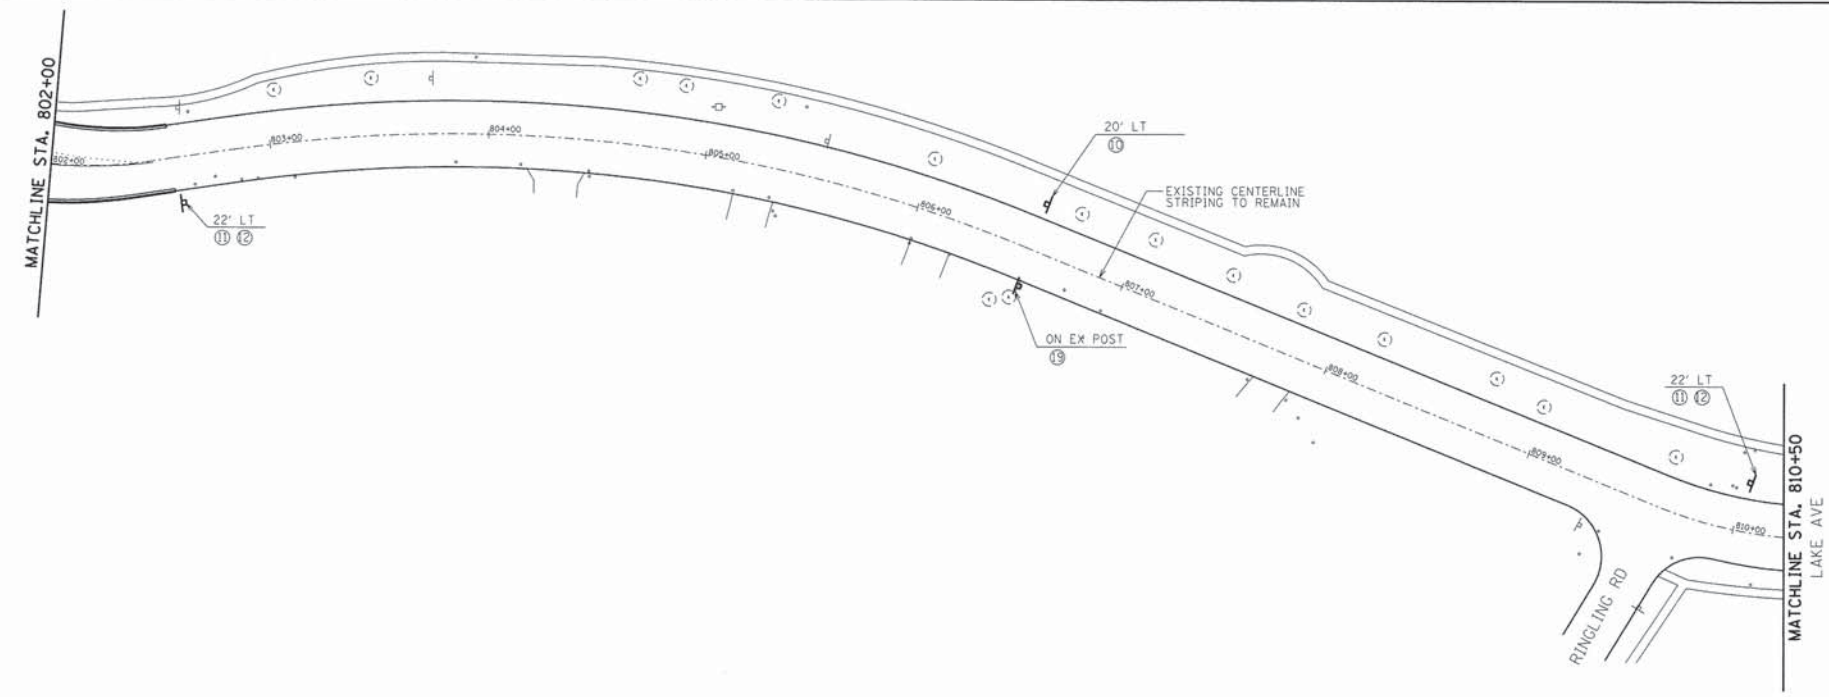 MATCHLINE STA. 802+00
802+00
803+00
804+00
805+00
806+00
807+00
808+00
809+00
810+00
22' LT
⑪ ⑫
20' LT
⑩
EXISTING CENTERLINE
STRIPING TO REMAIN
ON EX POST
⑲
22' LT
⑪ ⑫
RINGLING RD
MATCHLINE STA. 810+50
LAKE AVE